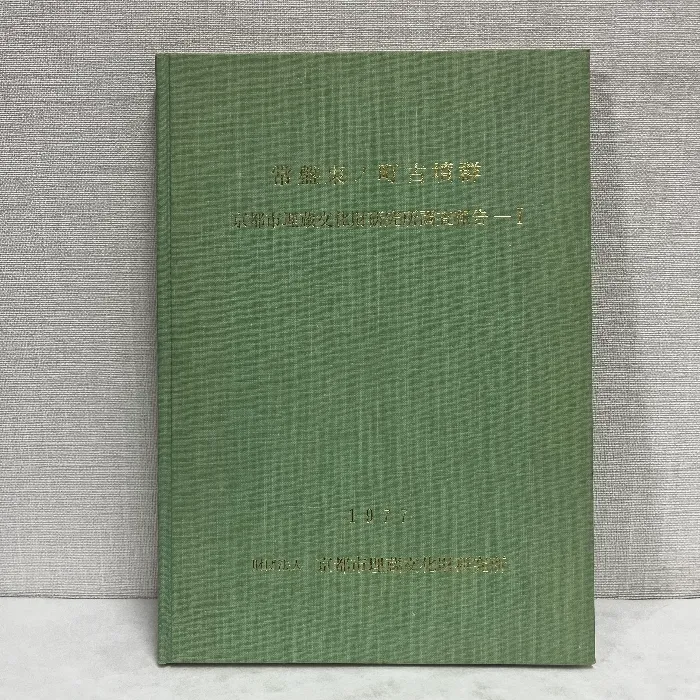 常盤東ノ町古墳群
京都市埋蔵文化財研究所調査報告—I
1977
財団法人 京都市埋蔵文化財研究所